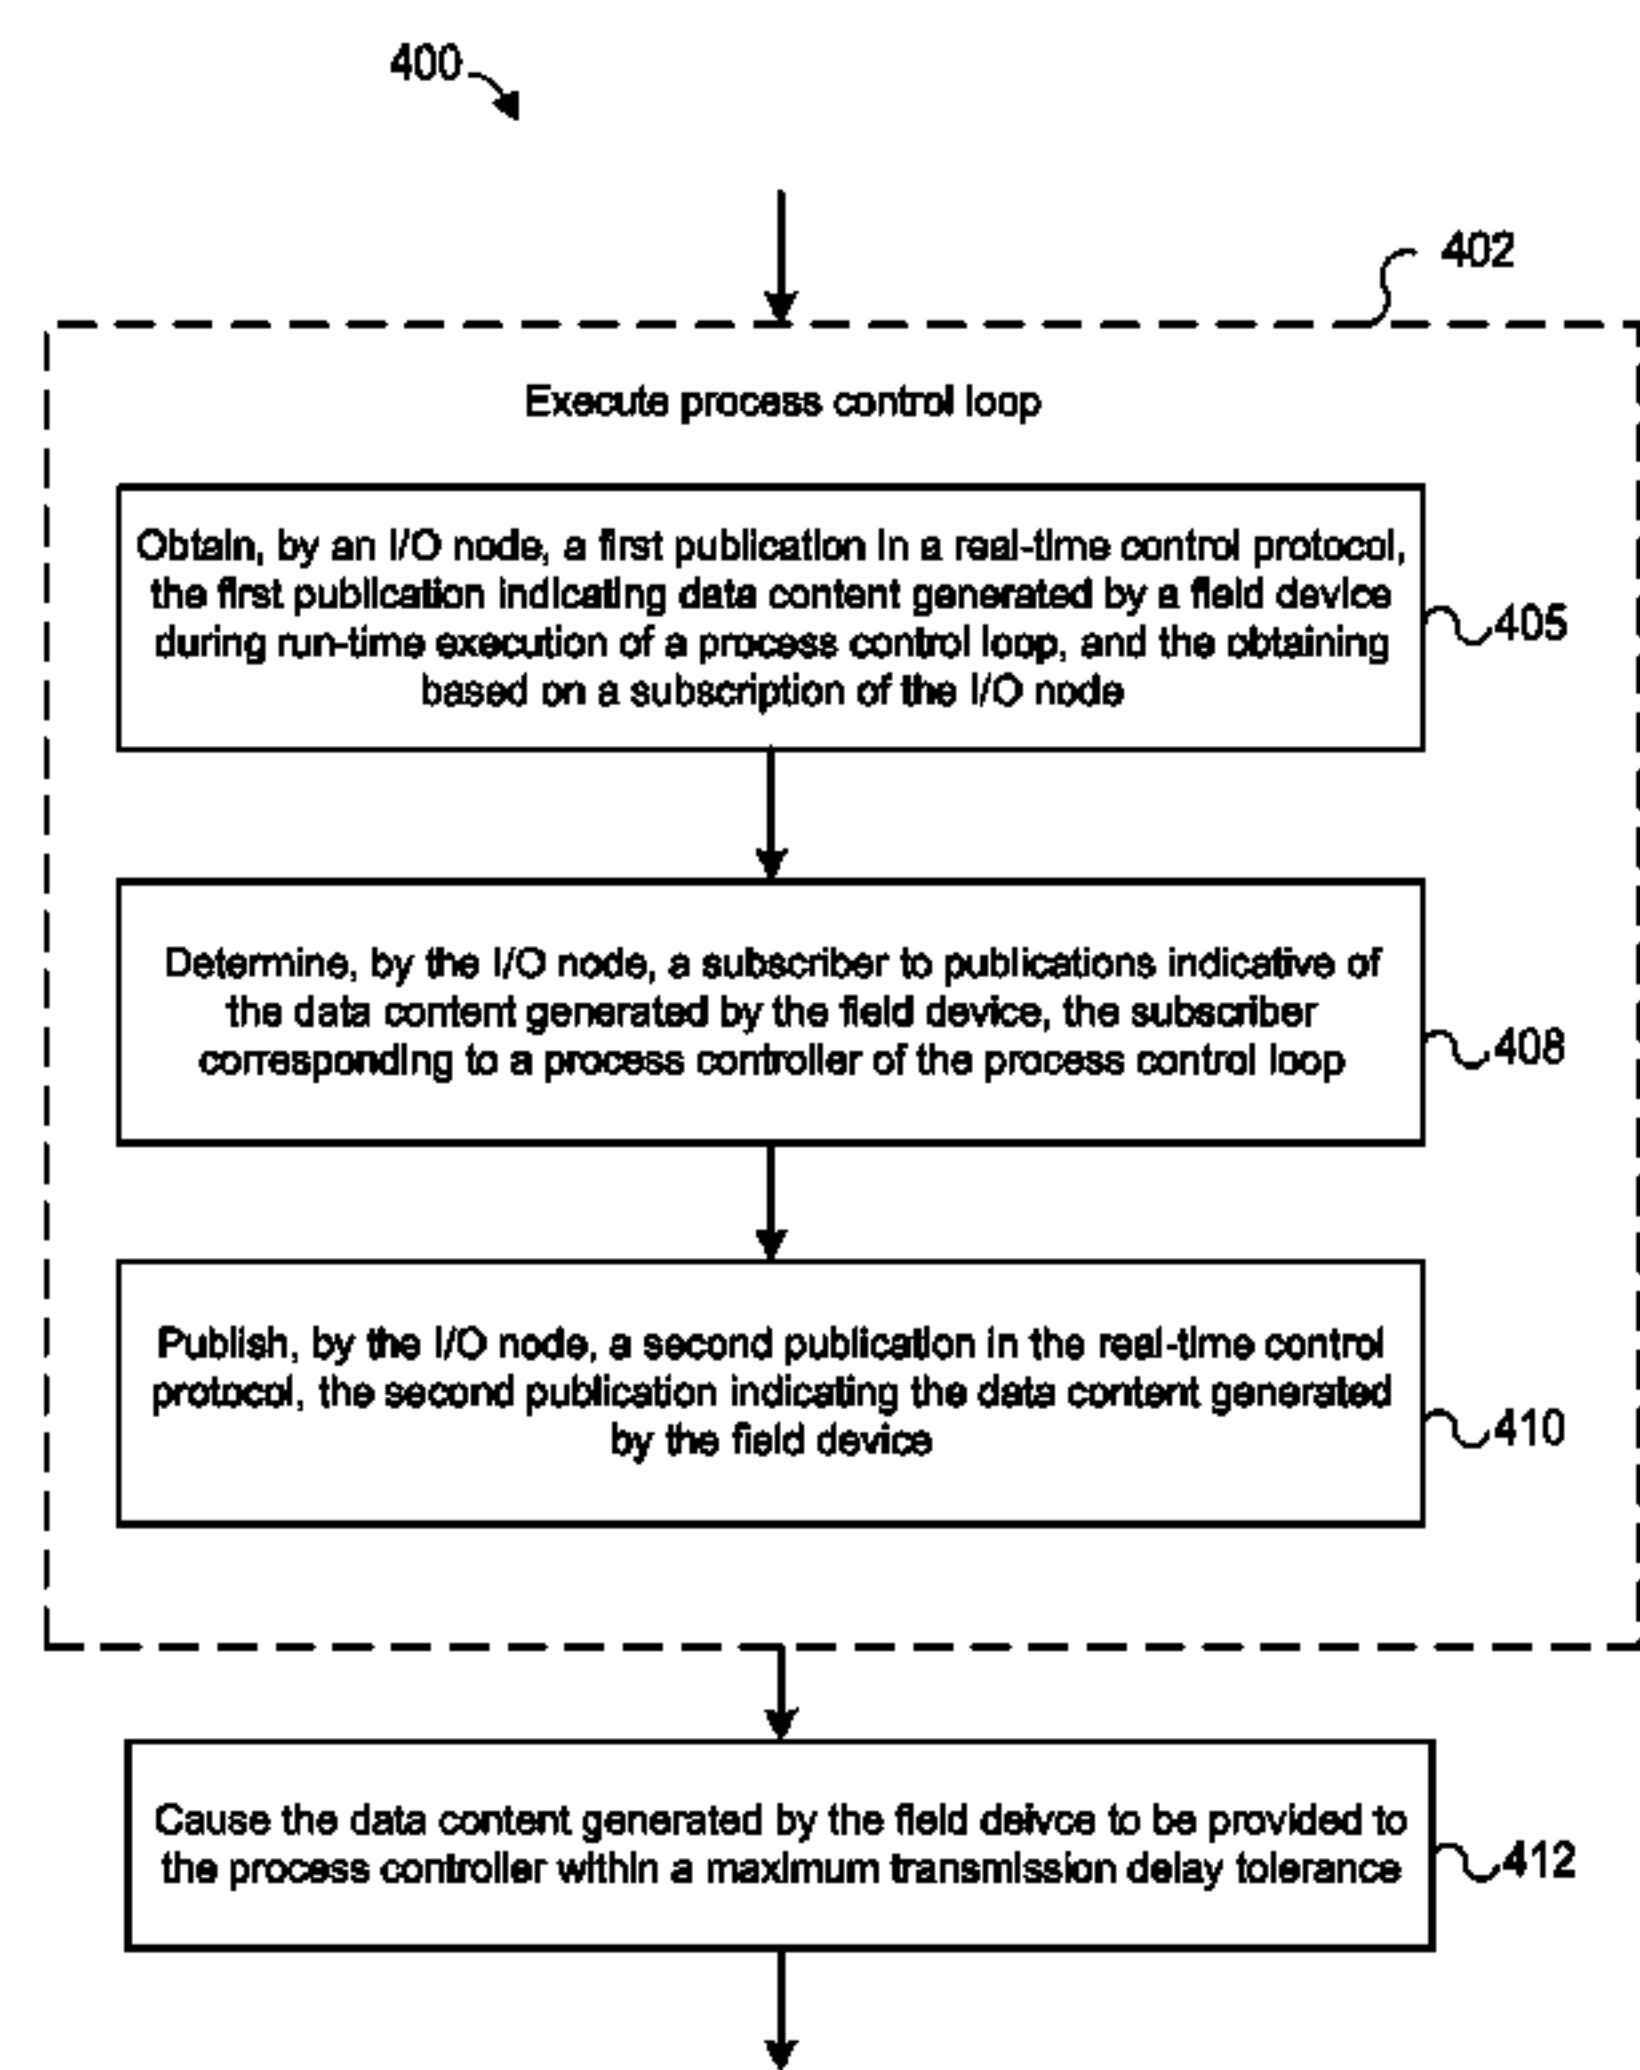 400
402
Execute process control loop
Obtain, by an I/O node, a first publication in a real-time control protocol,
the first publication indicating data content generated by a field device
during run-time execution of a process control loop, and the obtaining
based on a subscription of the I/O node
405
Determine, by the I/O node, a subscriber to publications indicative of
the data content generated by the field device, the subscriber
corresponding to a process controller of the process control loop
408
Publish, by the I/O node, a second publication in the real-time control
protocol, the second publication indicating the data content generated
by the field device
410
Cause the data content generated by the field deivce to be provided to
the process controller within a maximum transmission delay tolerance
412